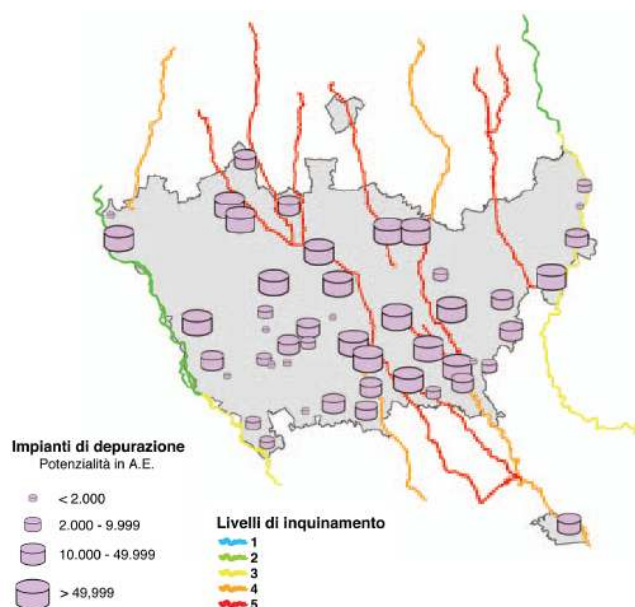 Impianti di depurazione
Potenzialità in A.E.
< 2.000
2.000 - 9.999
10.000 - 49.999
> 49,999
Livelli di inquinamento
1
2
3
4
5